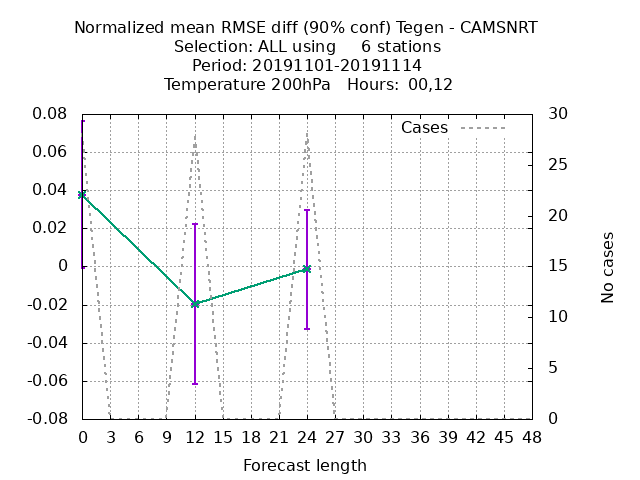 Normalized mean RMSE diff (90% conf) Tegen - CAMSNRT
Selection: ALL using 6 stations
Period: 20191101-20191114
Temperature 200hPa Hours: 00,12
Cases
0.08
0.06
0.04
0.02
0
-0.02
-0.04
-0.06
-0.08
30
25
20
15
10
5
0
No cases
0 3 6 9 12 15 18 21 24 27 30 33 36 39 42 45 48
Forecast length